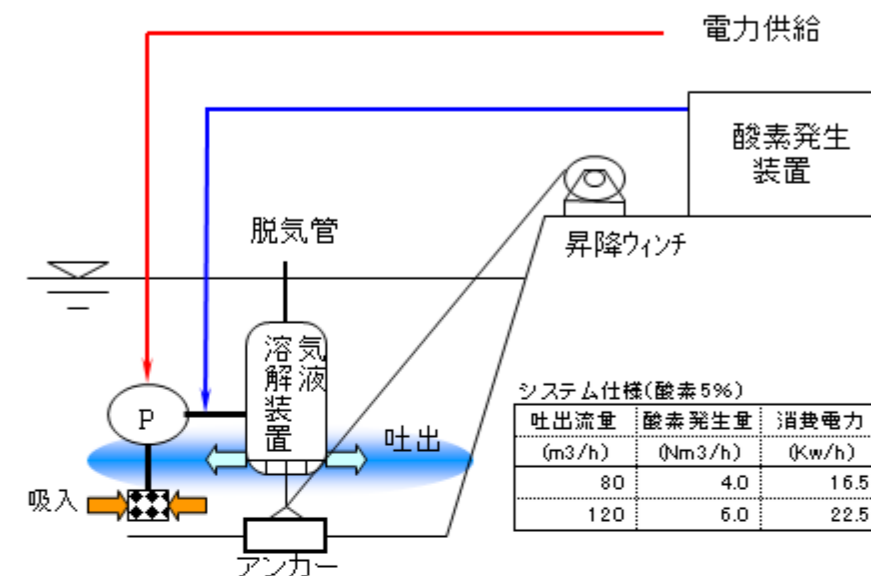 電力供給
酸素発生
装置
昇降ウィンチ
脱気管
気液
溶解装置
P
吐出
吸入
アンカー
システム仕様(酸素5%)
吐出流量 酸素発生量 消費電力
(m3/h) (Nm3/h) (Kw/h)
80 4.0 16.5
120 6.0 22.5